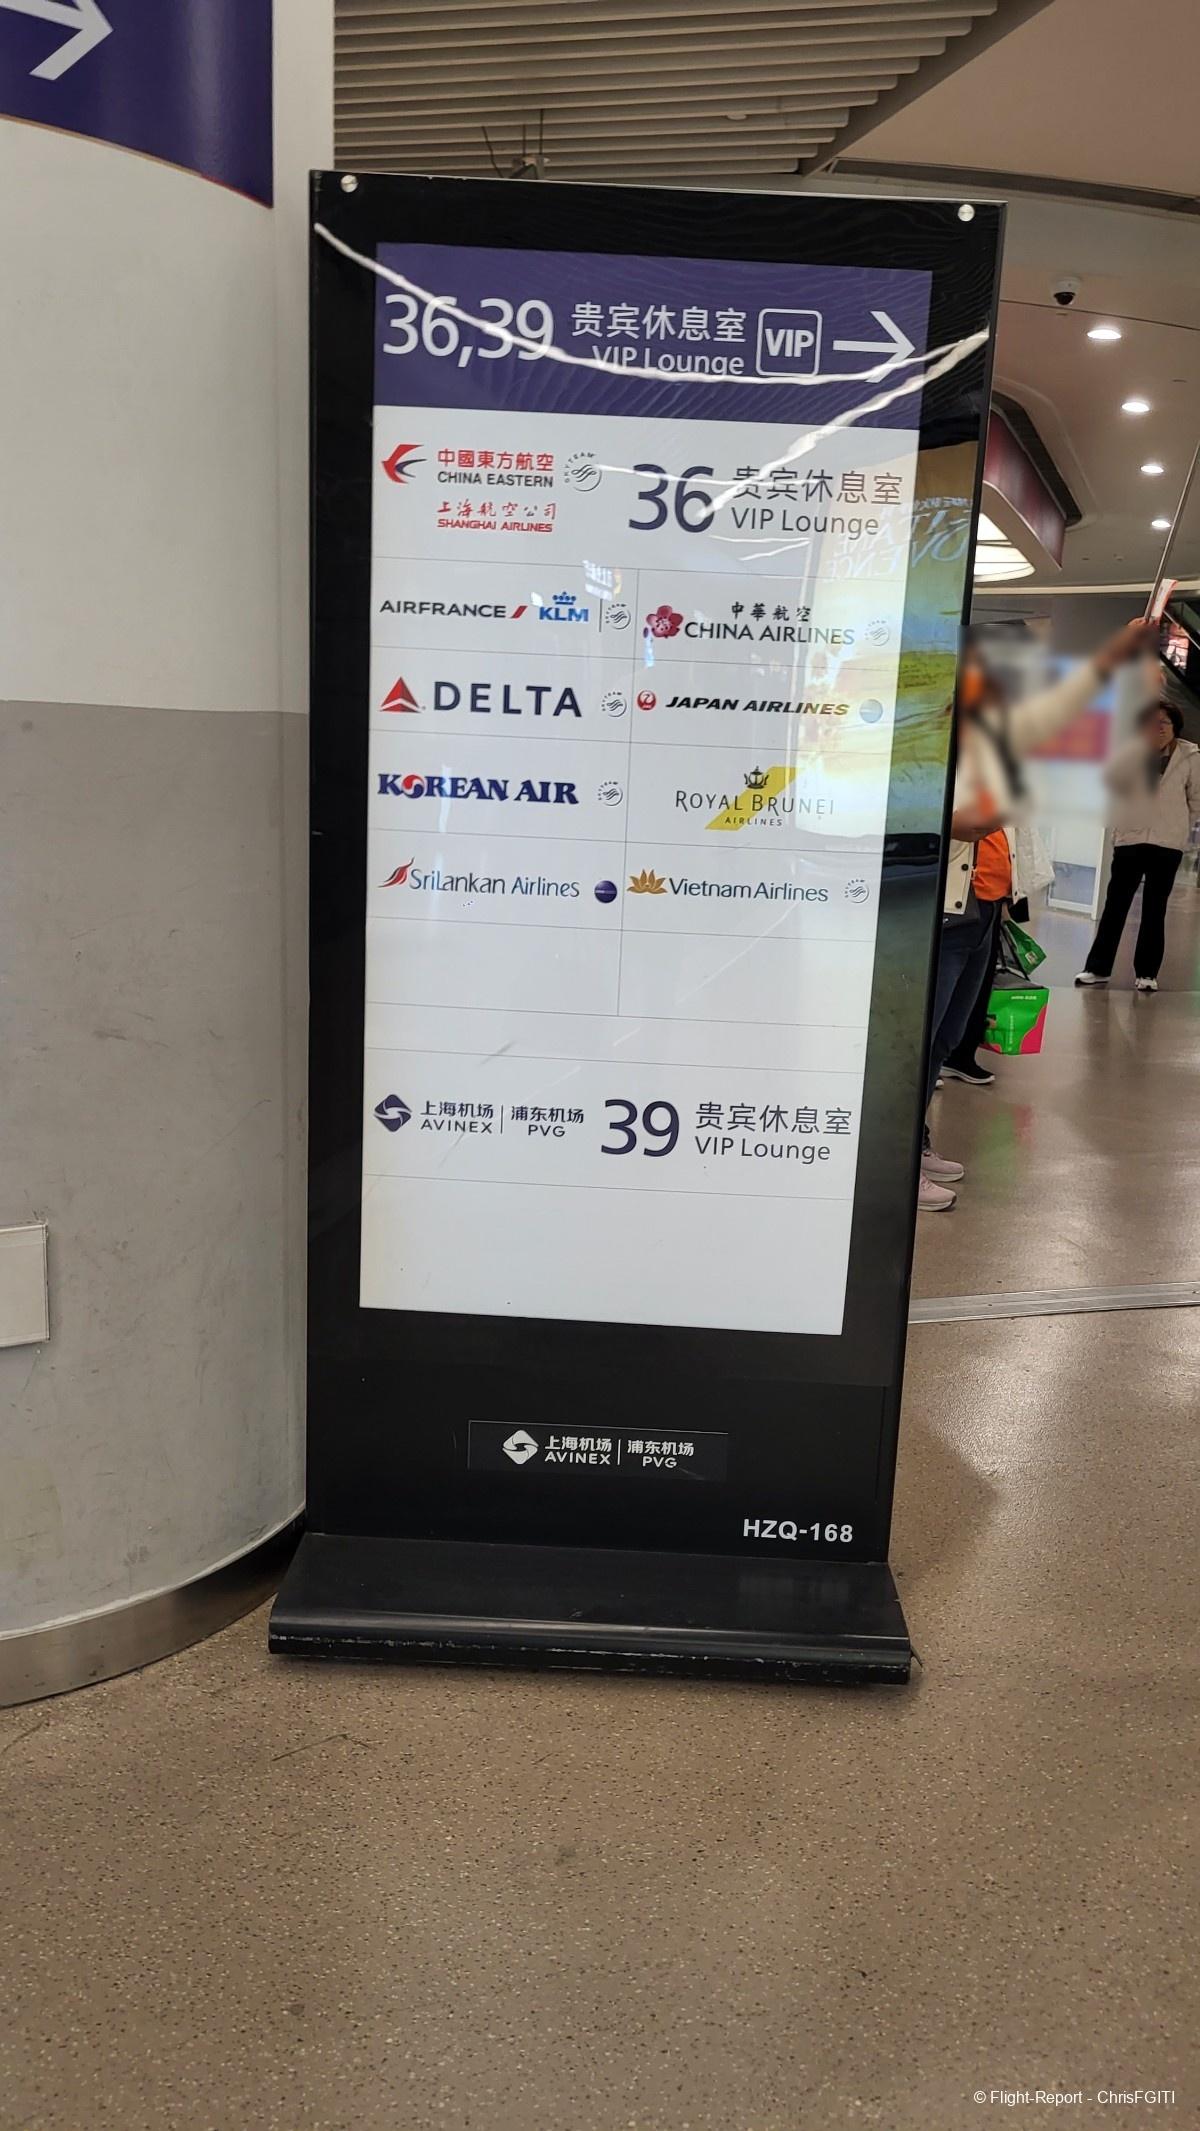 36,39 贵宾休息室 VIP →
VIP Lounge
中國東方航空 SKYTEAM
CHINA EASTERN
上海航空公司
SHANGHAI AIRLINES
36 贵宾休息室
VIP Lounge
AIRFRANCE KLM
中華航空
CHINA AIRLINES
DELTA
JAPAN AIRLINES
KOREAN AIR
ROYAL BRUNEI
AIRLINES
SriLankan Airlines
Vietnam Airlines
上海机场 | 浦东机场
AVINEX | PVG
39 贵宾休息室
VIP Lounge
上海机场 | 浦东机场
AVINEX | PVG
HZQ-168
© Flight-Report - ChrisFGITI